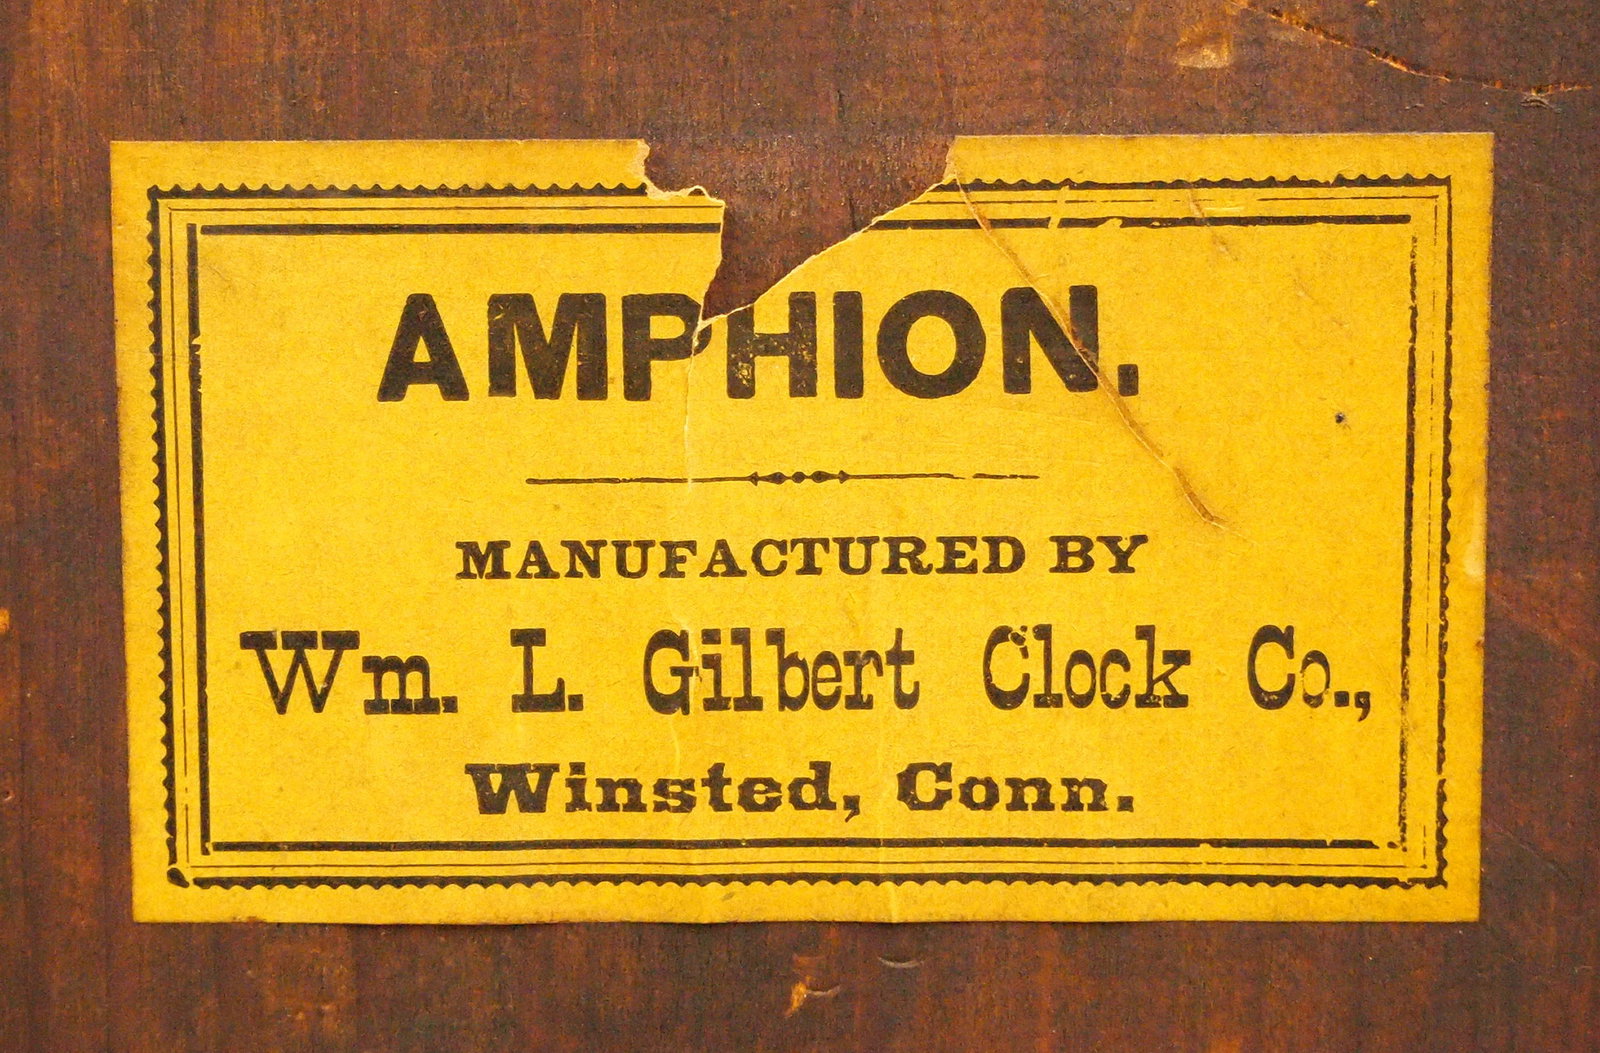 AMPHION.
MANUFACTURED BY
Wm. L. Gilbert Clock Co.,
Winsted, Conn.